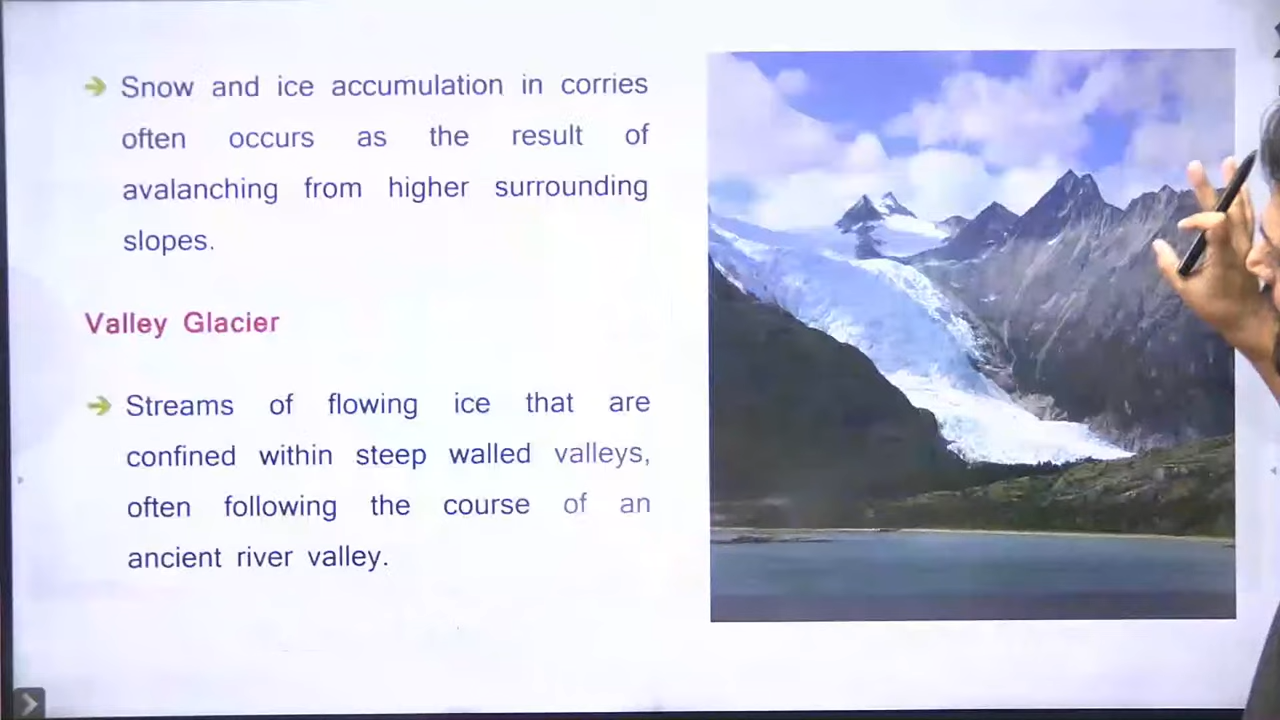 Snow and ice accumulation in corries
often occurs as the result of
avalanching from higher surrounding
slopes.
Valley Glacier
Streams of flowing ice that are
confined within steep walled valleys,
often following the course of an
ancient river valley.